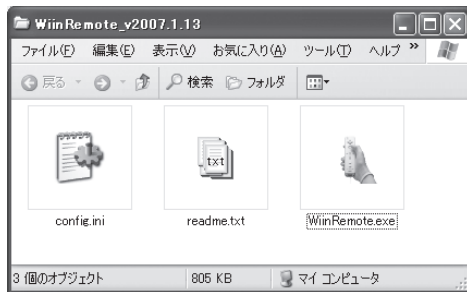 WiinRemote_v2007.1.13
ファイル(F) 編集(E) 表示(V) お気に入り(A) ツール(T) ヘルプ »
戻る 検索 フォルダ
txt
config.ini readme.txt WiinRemote.exe
3 個のオブジェクト 805 KB マイ コンピュータ